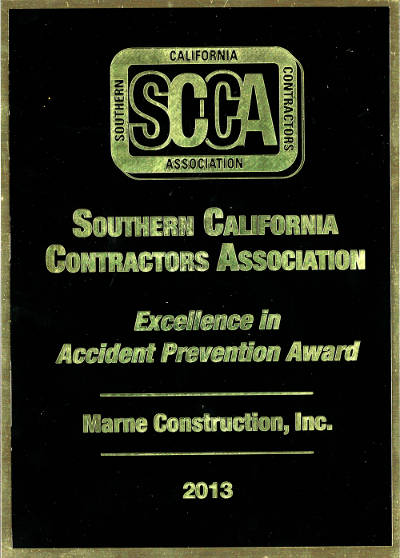 CALIFORNIA
SOUTHERN
SCCA
CONTRACTORS
ASSOCIATION
SOUTHERN CALIFORNIA
CONTRACTORS ASSOCIATION
Excellence in
Accident Prevention Award
Marne Construction, Inc.
2013